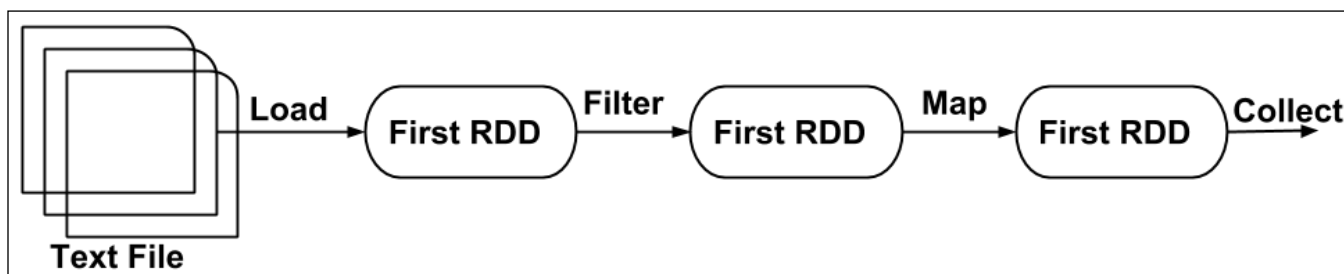 Load
First RDD
Filter
First RDD
Map
First RDD
Collect
Text File